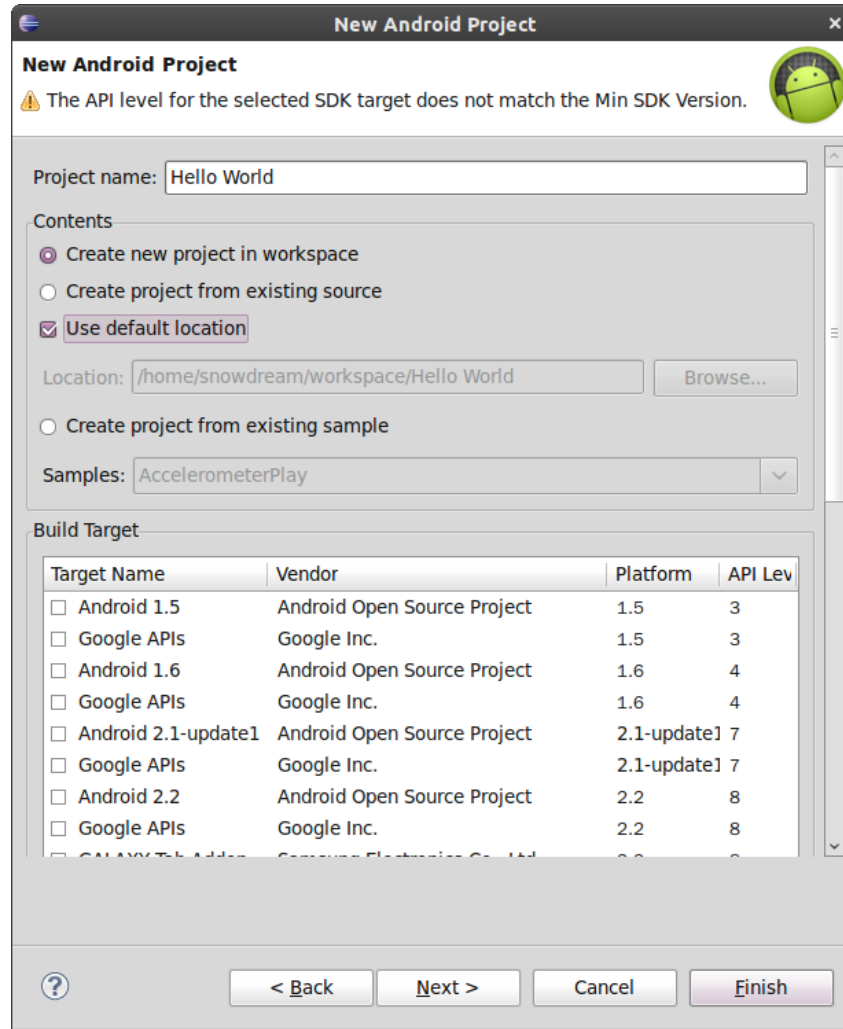 New Android Project
New Android Project
The API level for the selected SDK target does not match the Min SDK Version.
Project name: Hello World
Contents
Create new project in workspace
Create project from existing source
Use default location
Location: /home/snowdream/workspace/Hello World Browse...
Create project from existing sample
Samples: AccelerometerPlay
Build Target
Target Name Vendor Platform API Lev
Android 1.5 Android Open Source Project 1.5 3
Google APIs Google Inc. 1.5 3
Android 1.6 Android Open Source Project 1.6 4
Google APIs Google Inc. 1.6 4
Android 2.1-update1 Android Open Source Project 2.1-update1 7
Google APIs Google Inc. 2.1-update1 7
Android 2.2 Android Open Source Project 2.2 8
Google APIs Google Inc. 2.2 8
< Back Next > Cancel Finish